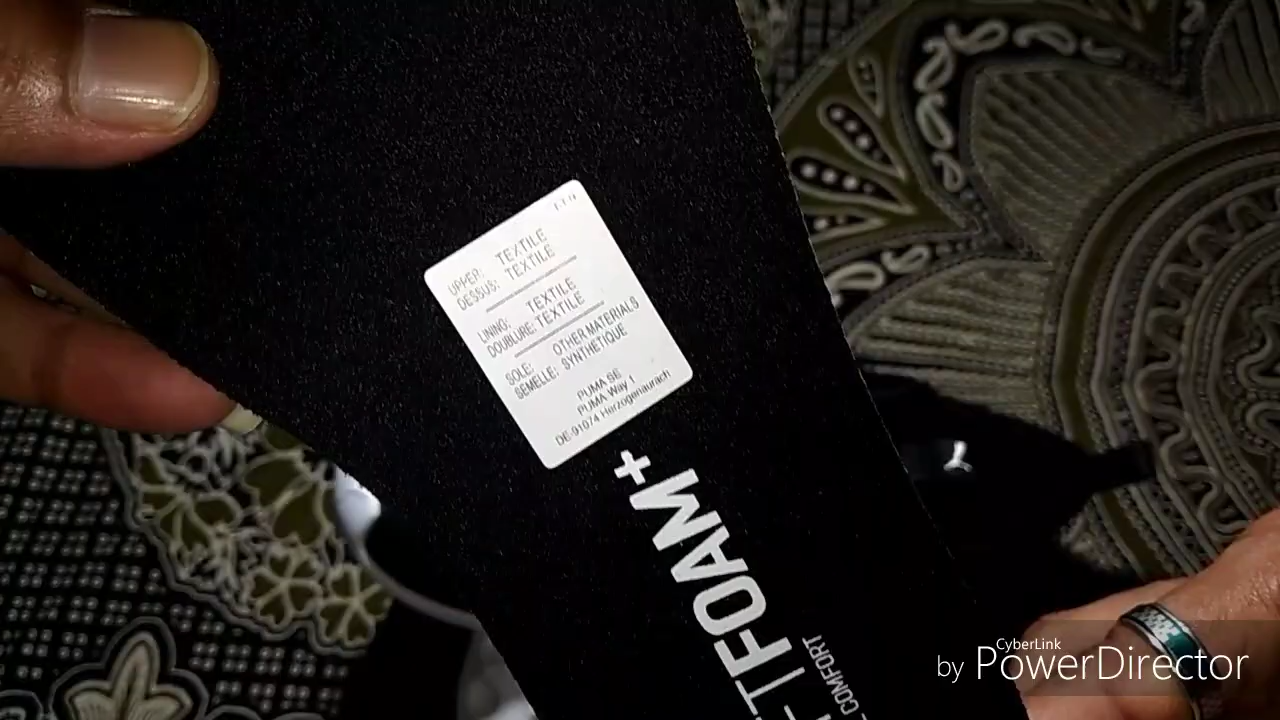 UPPER: TEXTILE
DESSUS: TEXTILE
LINING: TEXTILE
DOUBLURE: TEXTILE
SOLE: OTHER MATERIALS
SEMELLE: SYNTHETIQUE
PUMA SE
PUMA Way 1
DE-91074 Herzogenaurach
TFOAM+
COMFORT
CyberLink
by PowerDirector